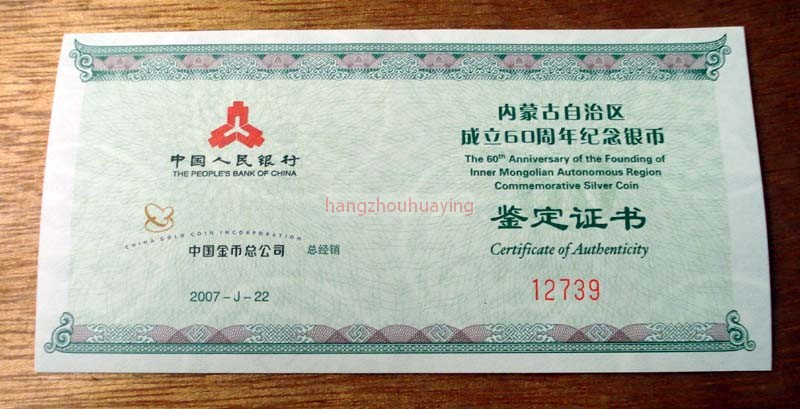 中国人民银行
THE PEOPLE'S BANK OF CHINA
CHINA GOLD COIN INCORPORATION
中国金币总公司 总经销
2007-J-22
内蒙古自治区
成立60周年纪念银币
The 60th Anniversary of the Founding of
Inner Mongolian Autonomous Region
Commemorative Silver Coin
hangzhouhuaying
鉴定证书
Certificate of Authenticity
12739